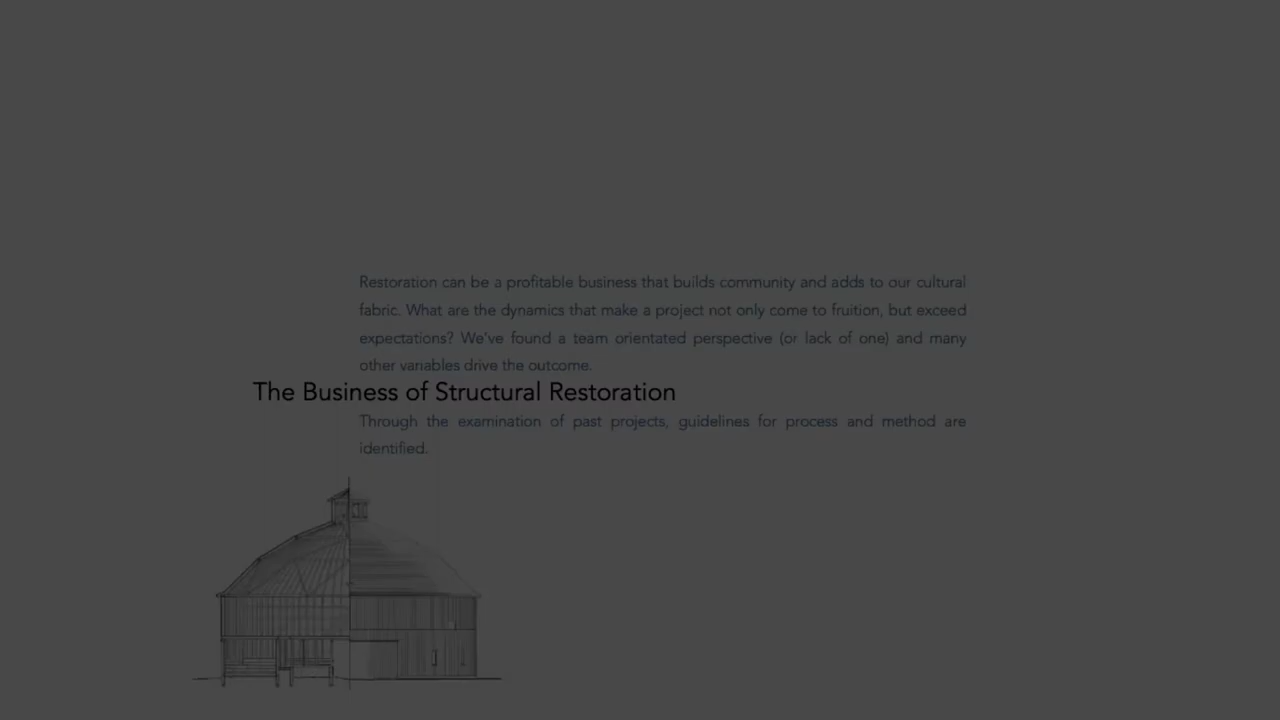 Restoration can be a profitable business that builds community and adds to our cultural
fabric. What are the dynamics that make a project not only come to fruition, but exceed
expectations? We've found a team orientated perspective (or lack of one) and many
other variables drive the outcome.
The Business of Structural Restoration
Through the examination of past projects, guidelines for process and method are
identified.